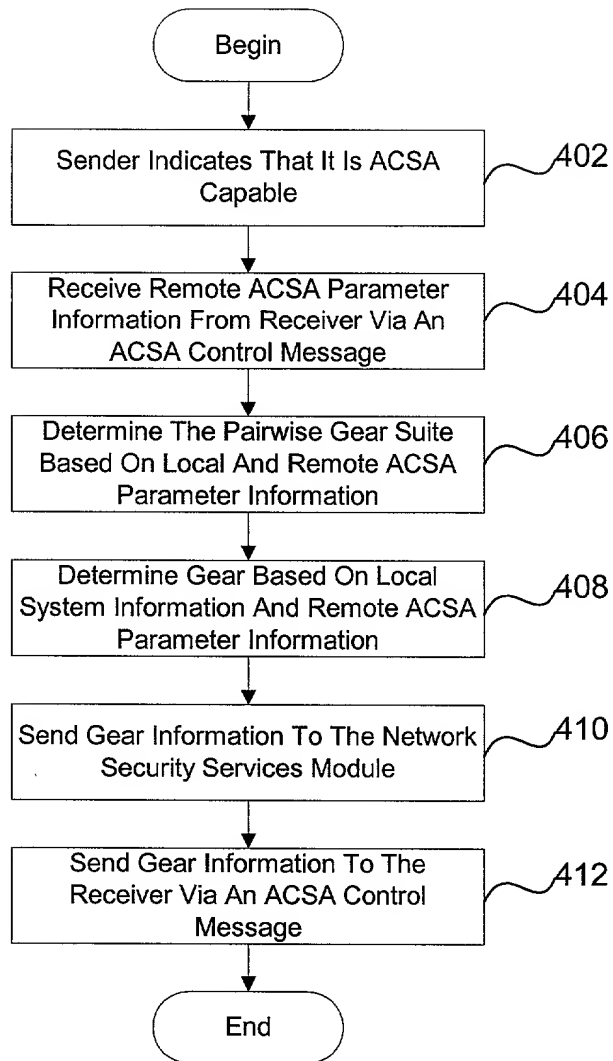 Begin
Sender Indicates That It Is ACSA
Capable
402
Receive Remote ACSA Parameter
Information From Receiver Via An
ACSA Control Message
404
Determine The Pairwise Gear Suite
Based On Local And Remote ACSA
Parameter Information
406
Determine Gear Based On Local
System Information And Remote ACSA
Parameter Information
408
Send Gear Information To The Network
Security Services Module
410
Send Gear Information To The
Receiver Via An ACSA Control
Message
412
End